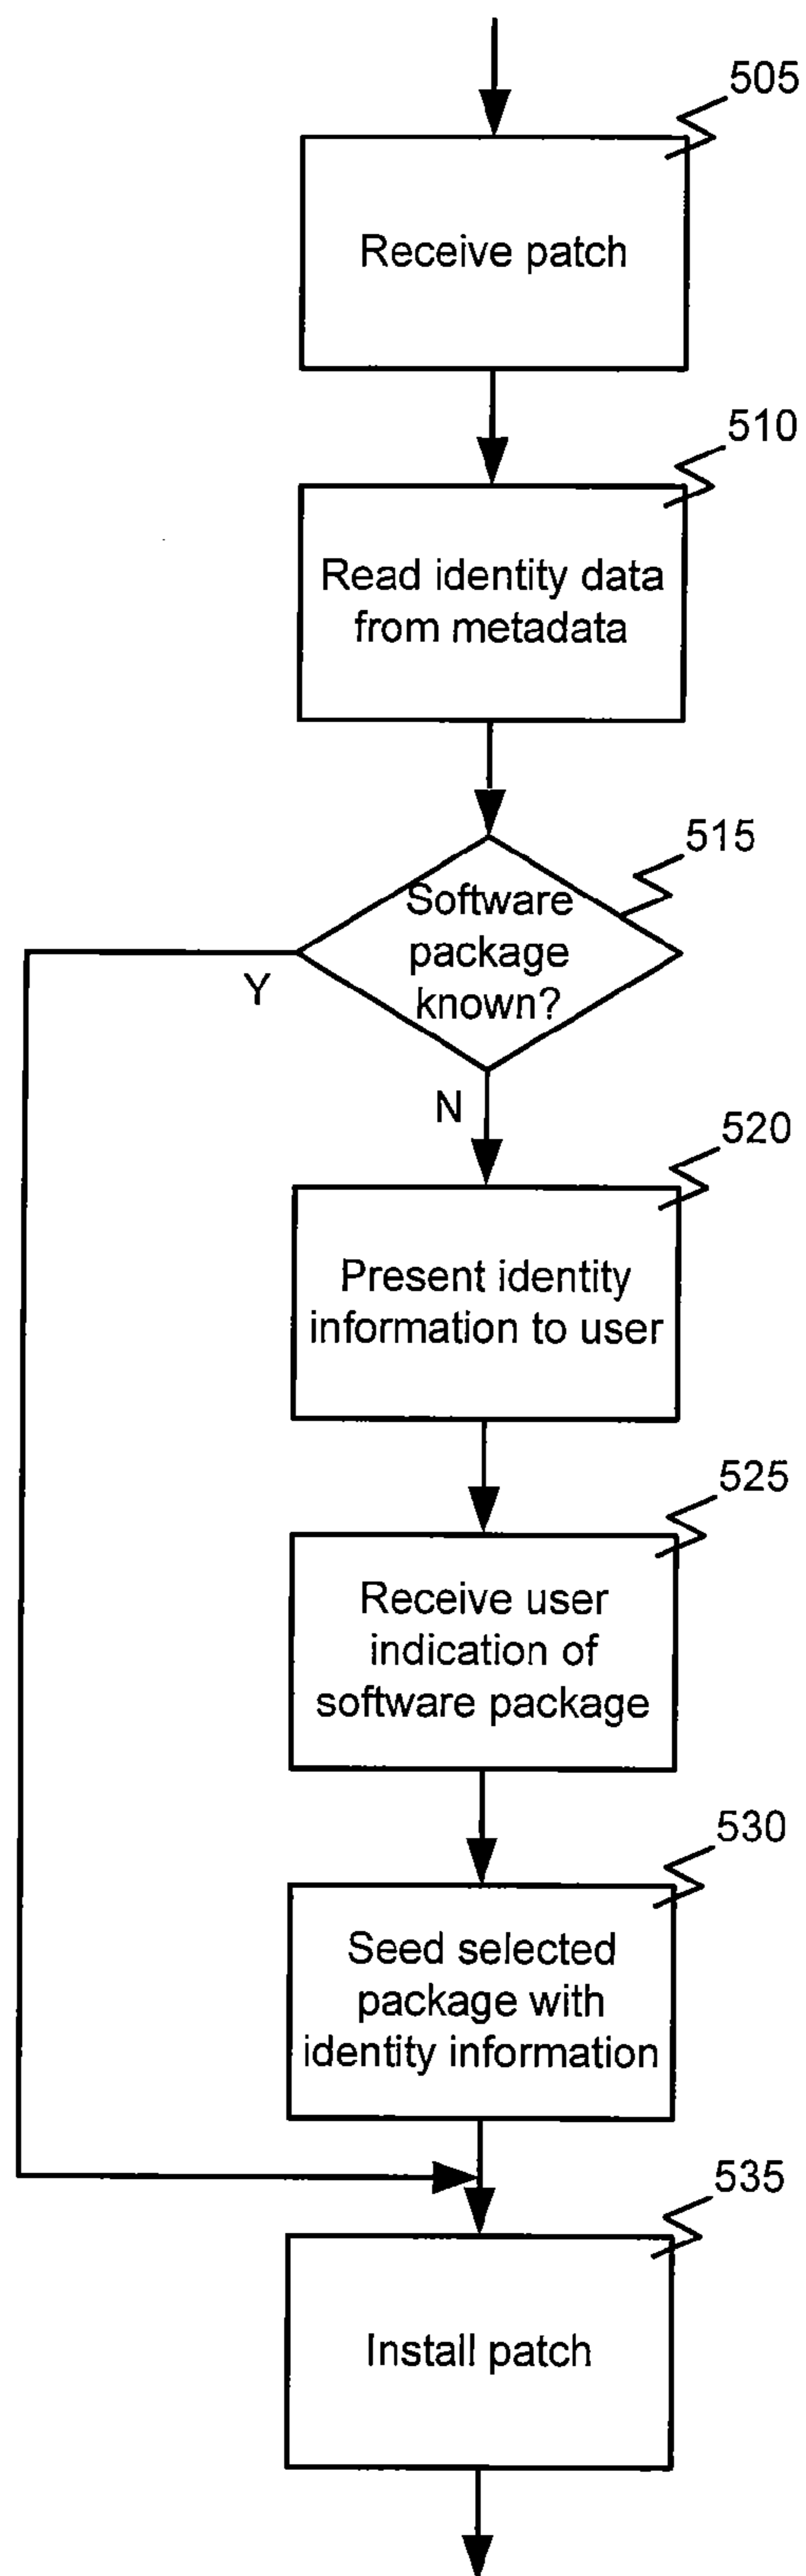 505
Receive patch
510
Read identity data
from metadata
515
Software
package
known?
Y
N
520
Present identity
information to user
525
Receive user
indication of
software package
530
Seed selected
package with
identity information
535
Install patch